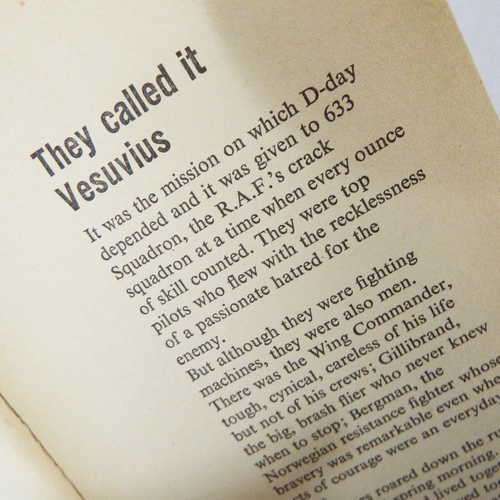 They called it
Vesuvius
It was the mission on which D-day
depended and it was given to 633
Squadron, the R.A.F.'s crack
squadron at a time when every ounce
of skill counted. They were top
pilots who flew with the recklessness
of a passionate hatred for the
enemy.
But although they were fighting
machines, they were also men.
There was the Wing Commander,
tough, cynical, careless of his life
but not of his crews; Gillibrand,
the big, brash flier who never knew
when to stop; Bergman, the
Norwegian resistance fighter whose
bravery was remarkable even when
acts of courage were an everyday
roared down the
morning,